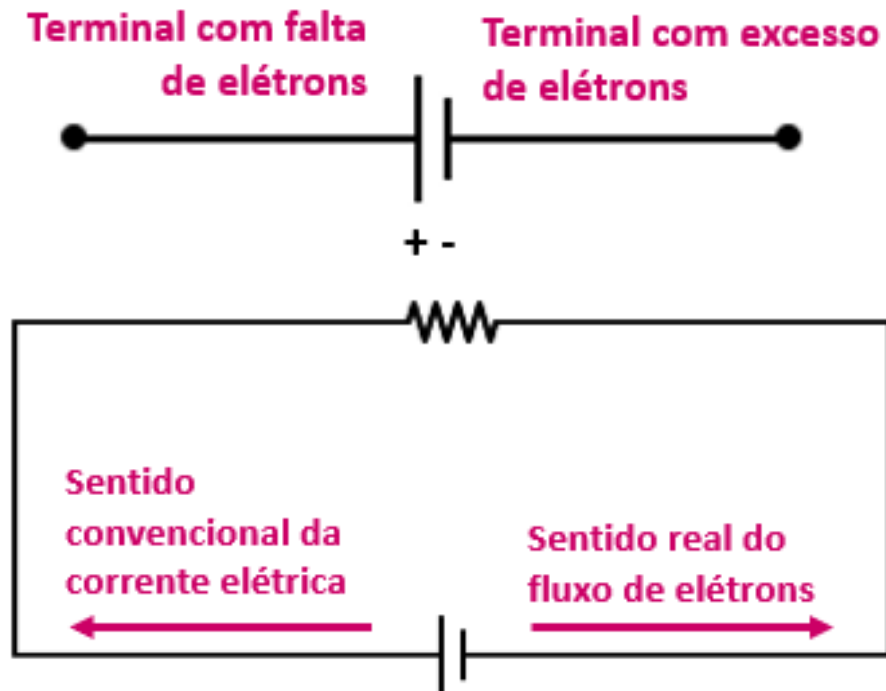 Terminal com falta
de elétrons
Terminal com excesso
de elétrons
+ -
Sentido
convencional da
corrente elétrica
Sentido real do
fluxo de elétrons